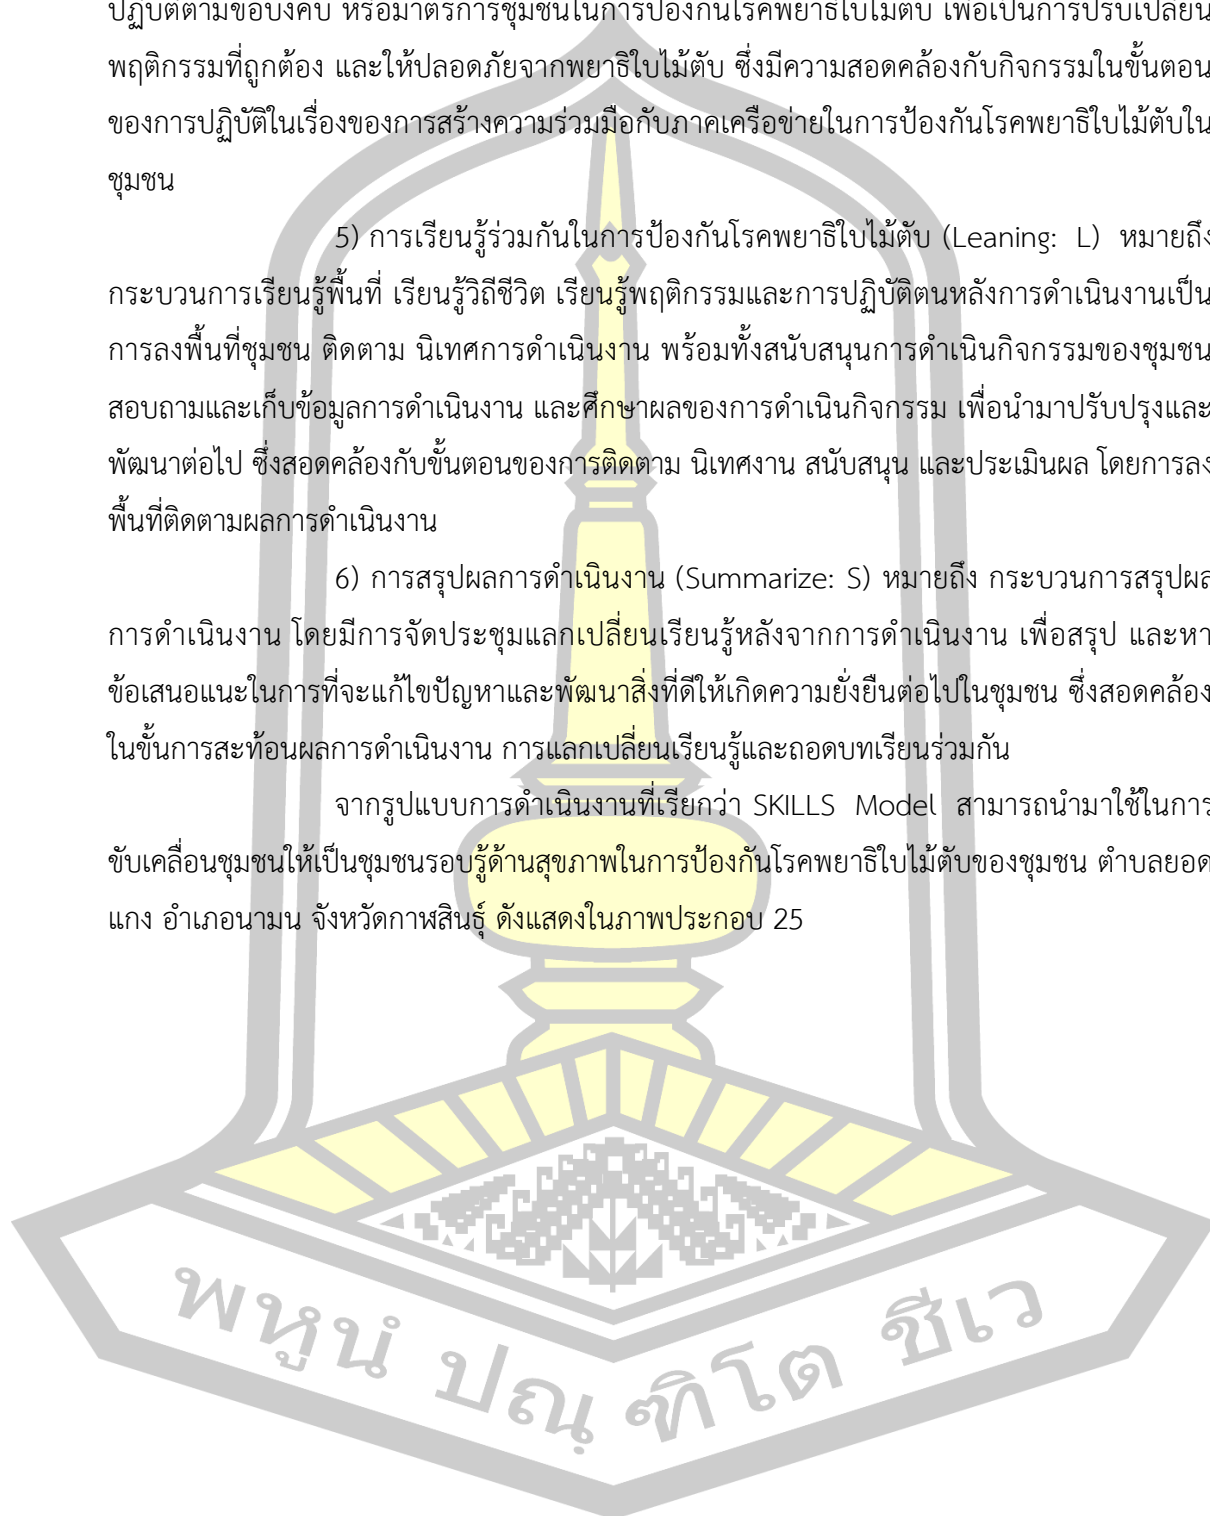 ปฏิบัติตามข้อบังคับ หรือมาตรการชุมชนในการป้องกันโรคพยาธิใบไม้ตับ เพื่อเป็นการปรับเปลี่ยน
พฤติกรรมที่ถูกต้อง และให้ปลอดภัยจากพยาธิใบไม้ตับ ซึ่งมีความสอดคล้องกับกิจกรรมในขั้นตอน
ของการปฏิบัติในเรื่องของการสร้างความร่วมมือกับภาคเครือข่ายในการป้องกันโรคพยาธิใบไม้ตับใน
ชุมชน
5) การเรียนรู้ร่วมกันในการป้องกันโรคพยาธิใบไม้ตับ (Leaning: L) หมายถึง
กระบวนการเรียนรู้พื้นที่ เรียนรู้วิถีชีวิต เรียนรู้พฤติกรรมและการปฏิบัติตนหลังการดำเนินงานเป็น
การลงพื้นที่ชุมชน ติดตาม นิเทศการดำเนินงาน พร้อมทั้งสนับสนุนการดำเนินกิจกรรมของชุมชน
สอบถามและเก็บข้อมูลการดำเนินงาน และศึกษาผลของการดำเนินกิจกรรม เพื่อนำมาปรับปรุงและ
พัฒนาต่อไป ซึ่งสอดคล้องกับขั้นตอนของการติดตาม นิเทศงาน สนับสนุน และประเมินผล โดยการลง
พื้นที่ติดตามผลการดำเนินงาน
6) การสรุปผลการดำเนินงาน (Summarize: S) หมายถึง กระบวนการสรุปผล
การดำเนินงาน โดยมีการจัดประชุมแลกเปลี่ยนเรียนรู้หลังจากการดำเนินงาน เพื่อสรุป และหา
ข้อเสนอแนะในการที่จะแก้ไขปัญหาและพัฒนาสิ่งที่ดีให้เกิดความยั่งยืนต่อไปในชุมชน ซึ่งสอดคล้อง
ในขั้นการสะท้อนผลการดำเนินงาน การแลกเปลี่ยนเรียนรู้และถอดบทเรียนร่วมกัน
จากรูปแบบการดำเนินงานที่เรียกว่า SKILLS Model สามารถนำมาใช้ในการ
ขับเคลื่อนชุมชนให้เป็นชุมชนรอบรู้ด้านสุขภาพในการป้องกันโรคพยาธิใบไม้ตับของชุมชน ตำบลยอด
แกง อำเภอนามน จังหวัดกาฬสินธุ์ ดังแสดงในภาพประกอบ 25
พหูนํ ปณฺ ฑิโต ชีเว